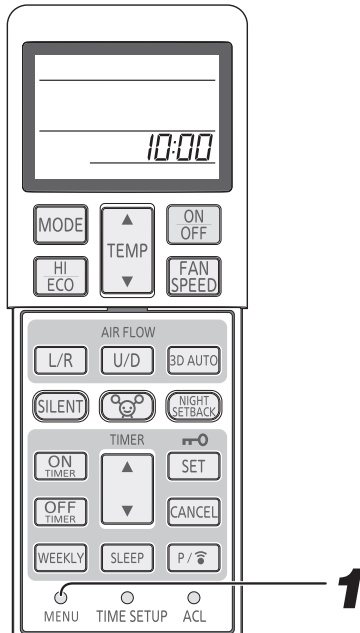 10:00
MODE
TEMP
ON
OFF
HI
ECO
FAN
SPEED
AIR FLOW
L/R
U/D
3D AUTO
SILENT
NIGHT
SETBACK
TIMER
ON
TIMER
SET
OFF
TIMER
CANCEL
WEEKLY
SLEEP
P /
MENU
TIME SETUP
ACL
1